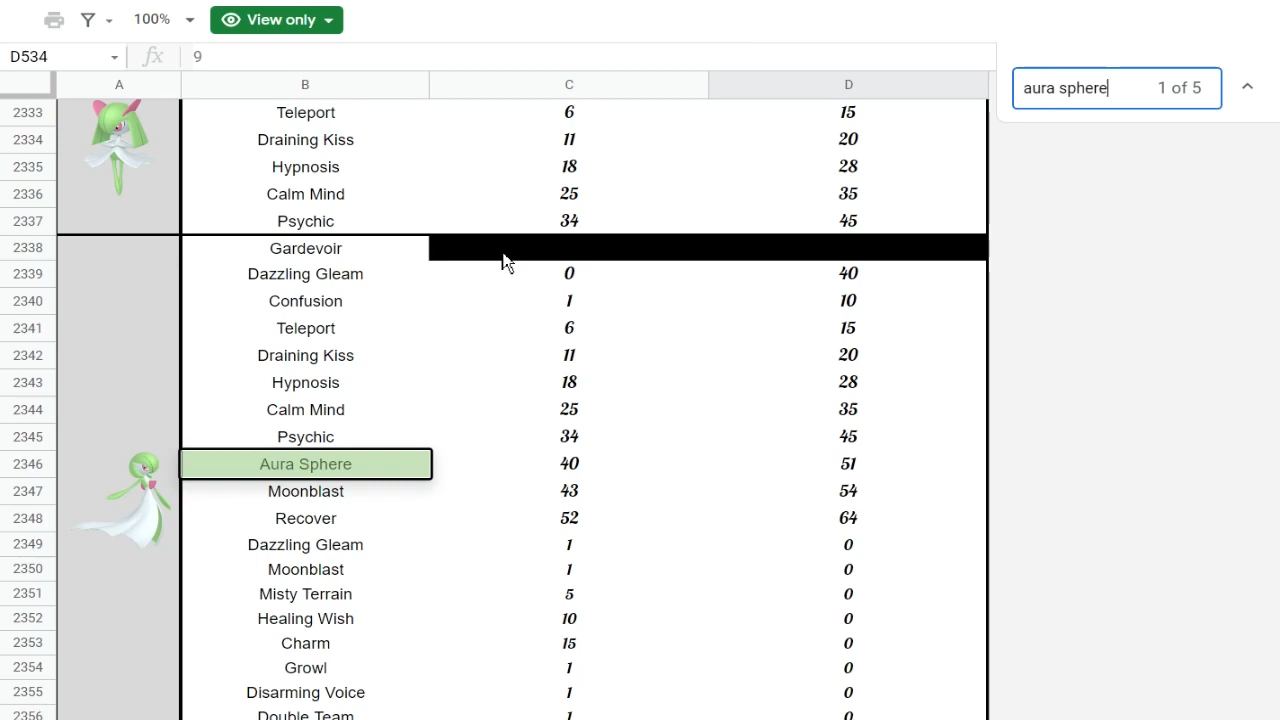 100% View only
D534 9
aura sphere 1 of 5
A B C D
2333 Teleport 6 15
2334 Draining Kiss 11 20
2335 Hypnosis 18 28
2336 Calm Mind 25 35
2337 Psychic 34 45
2338 Gardevoir
2339 Dazzling Gleam 0 40
2340 Confusion 1 10
2341 Teleport 6 15
2342 Draining Kiss 11 20
2343 Hypnosis 18 28
2344 Calm Mind 25 35
2345 Psychic 34 45
2346 Aura Sphere 40 51
2347 Moonblast 43 54
2348 Recover 52 64
2349 Dazzling Gleam 1 0
2350 Moonblast 1 0
2351 Misty Terrain 5 0
2352 Healing Wish 10 0
2353 Charm 15 0
2354 Growl 1 0
2355 Disarming Voice 1 0
2356 Double Team 1 0